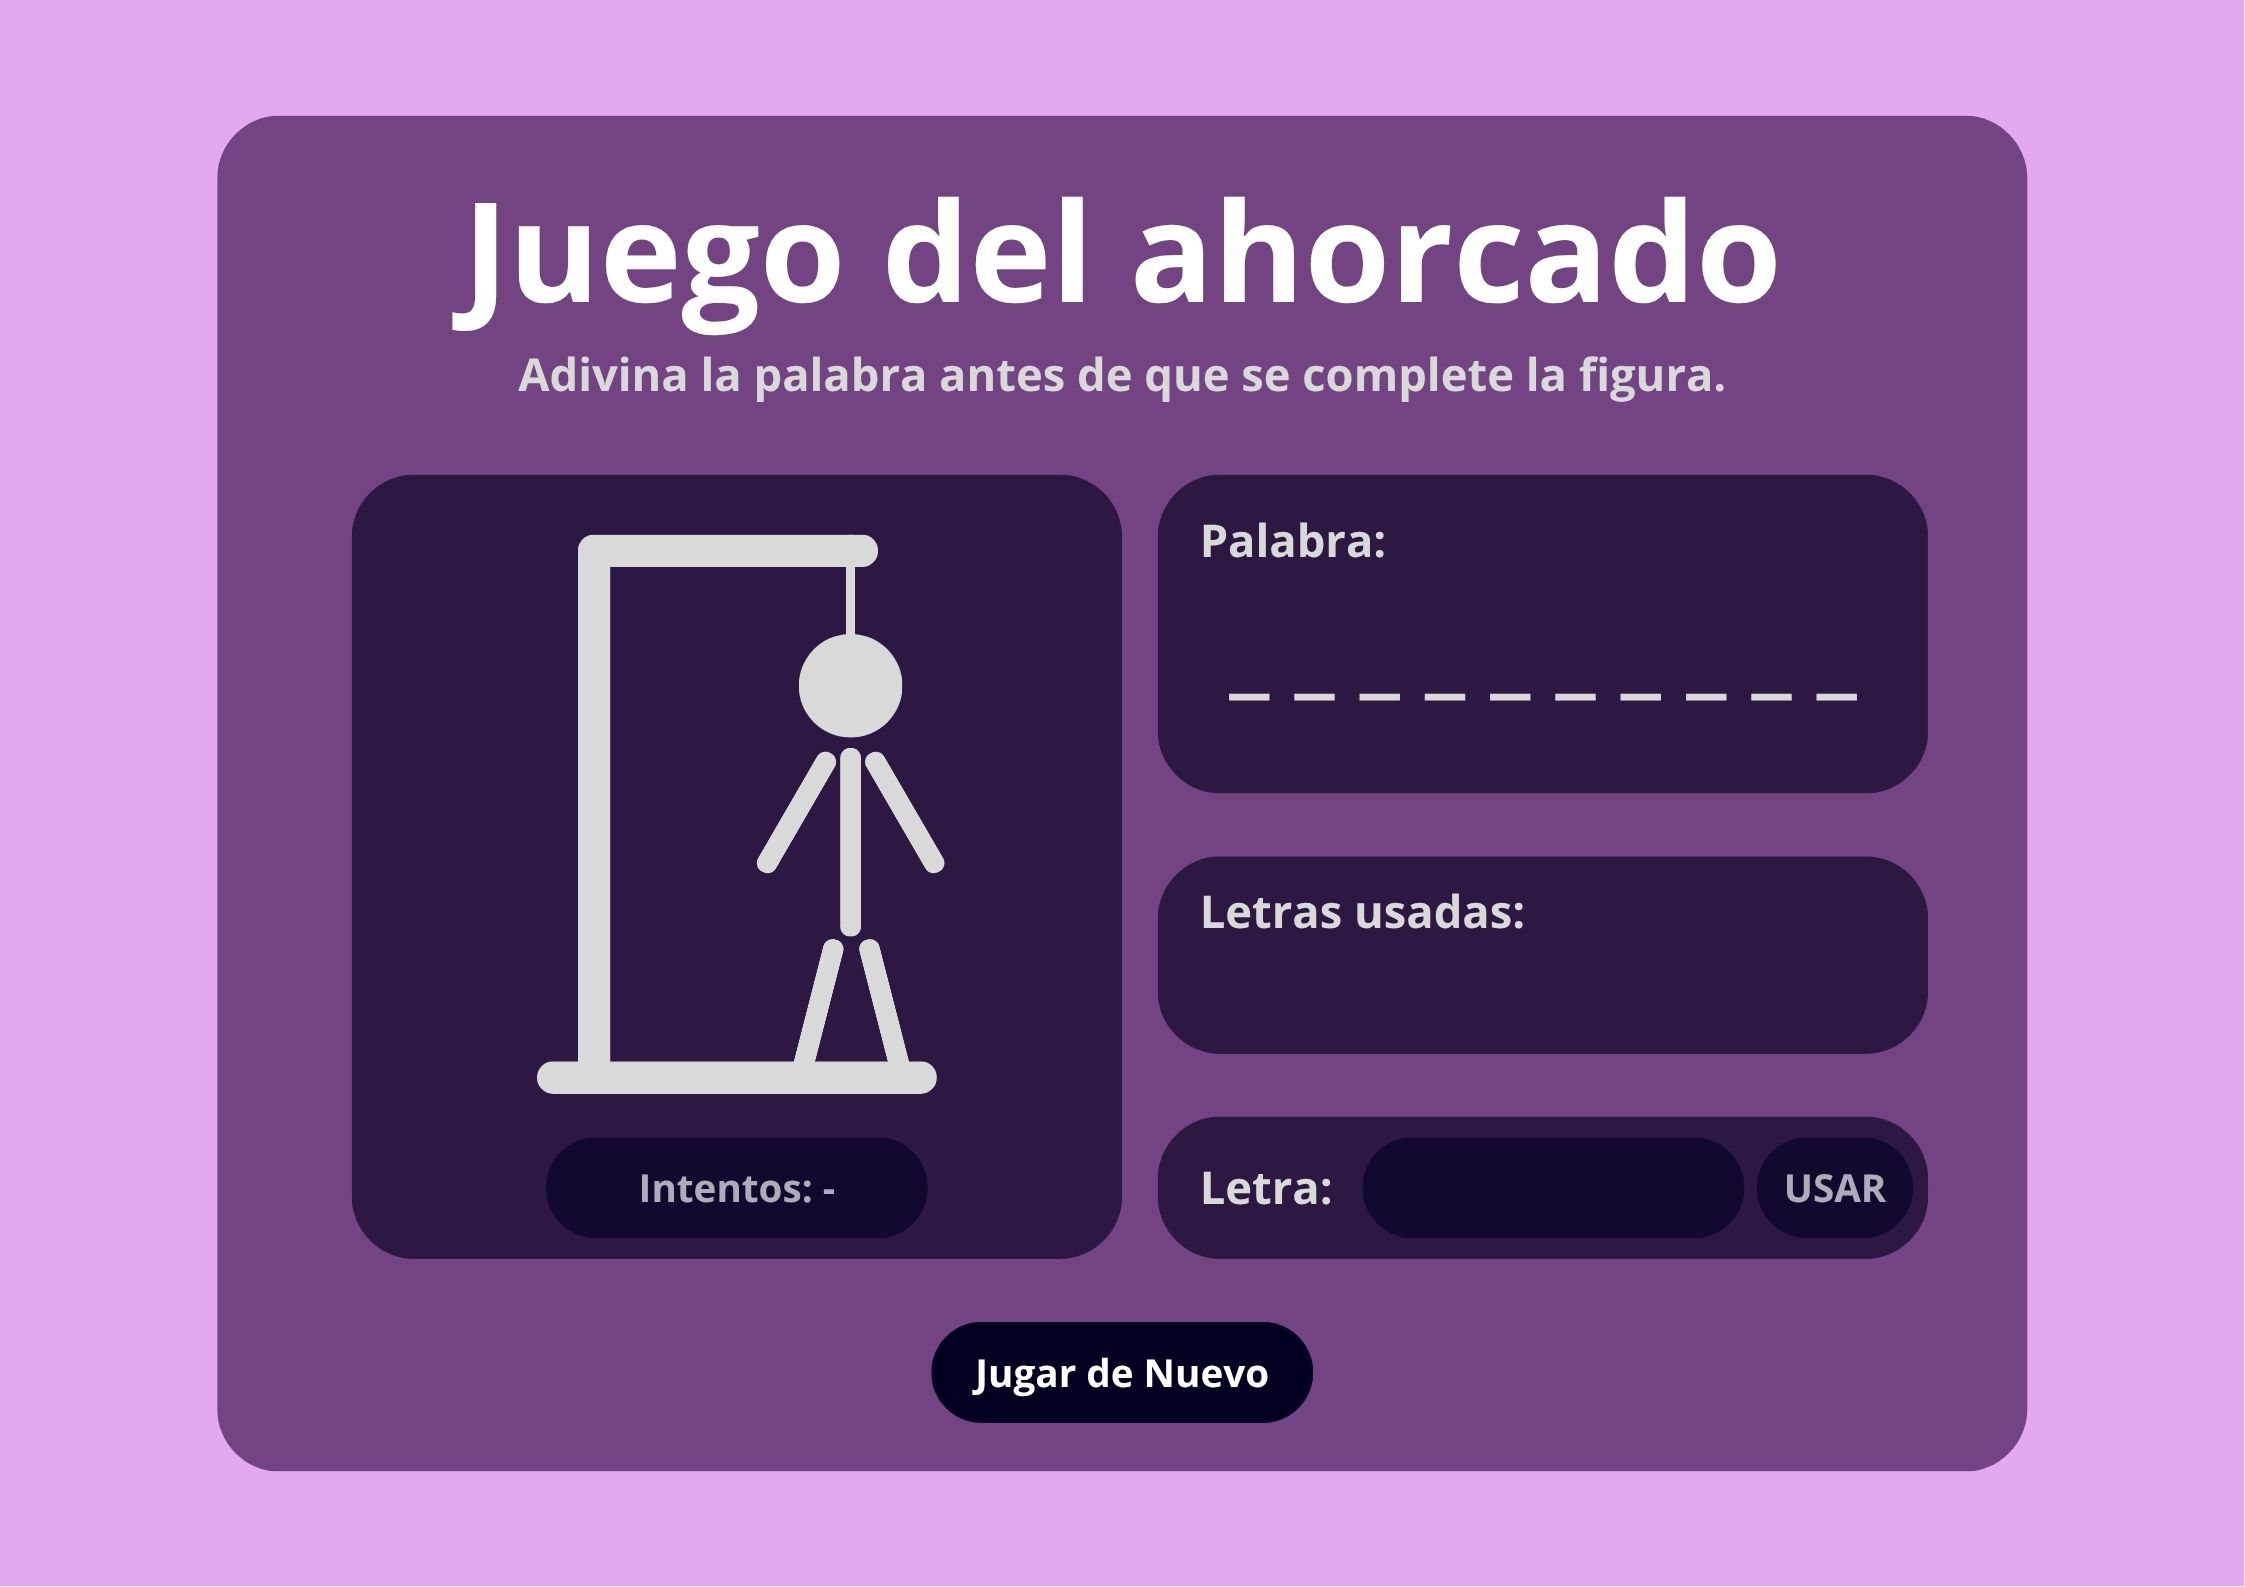 Juego del ahorcado
Adivina la palabra antes de que se complete la figura.
Palabra:
_ _ _ _ _ _ _ _ _ _
Letras usadas:
Intentos: -
Letra:
USAR
Jugar de Nuevo